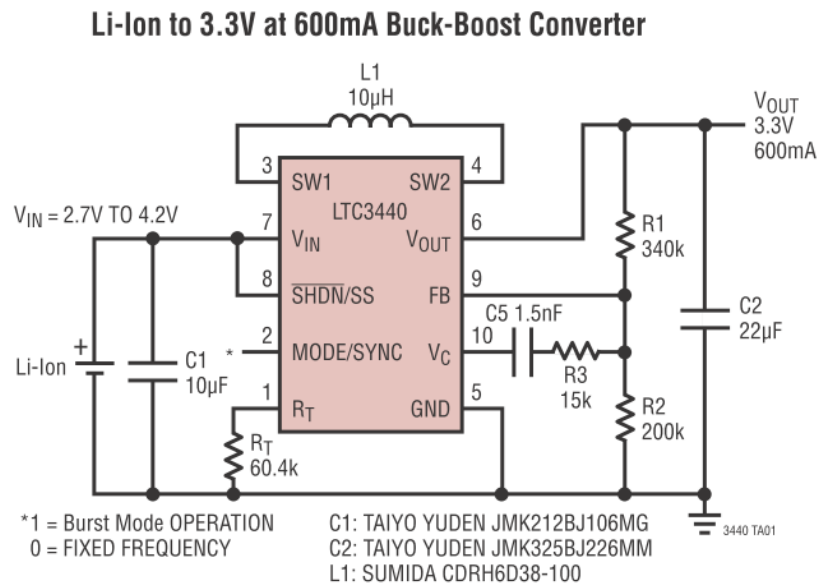 Li-Ion to 3.3V at 600mA Buck-Boost Converter
L1
10µH
VOUT
3.3V
600mA
3
4
SW1
SW2
LTC3440
VIN = 2.7V TO 4.2V
7
6
VIN
VOUT
R1
340k
8
9
SHDN/SS
FB
C5 1.5nF
C2
22µF
2
10
* MODE/SYNC
VC
+
Li-Ion
C1
10µF
R3
15k
1
5
RT
GND
R2
200k
RT
60.4k
*1 = Burst Mode OPERATION
0 = FIXED FREQUENCY
C1: TAIYO YUDEN JMK212BJ106MG
C2: TAIYO YUDEN JMK325BJ226MM
L1: SUMIDA CDRH6D38-100
3440 TA01